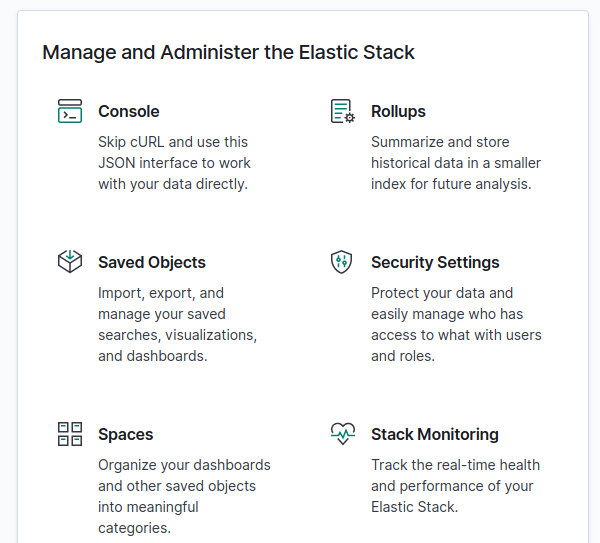 Manage and Administer the Elastic Stack
Console
Skip cURL and use this
JSON interface to work
with your data directly.
Rollups
Summarize and store
historical data in a smaller
index for future analysis.
Saved Objects
Import, export, and
manage your saved
searches, visualizations,
and dashboards.
Security Settings
Protect your data and
easily manage who has
access to what with users
and roles.
Spaces
Organize your dashboards
and other saved objects
into meaningful
categories.
Stack Monitoring
Track the real-time health
and performance of your
Elastic Stack.